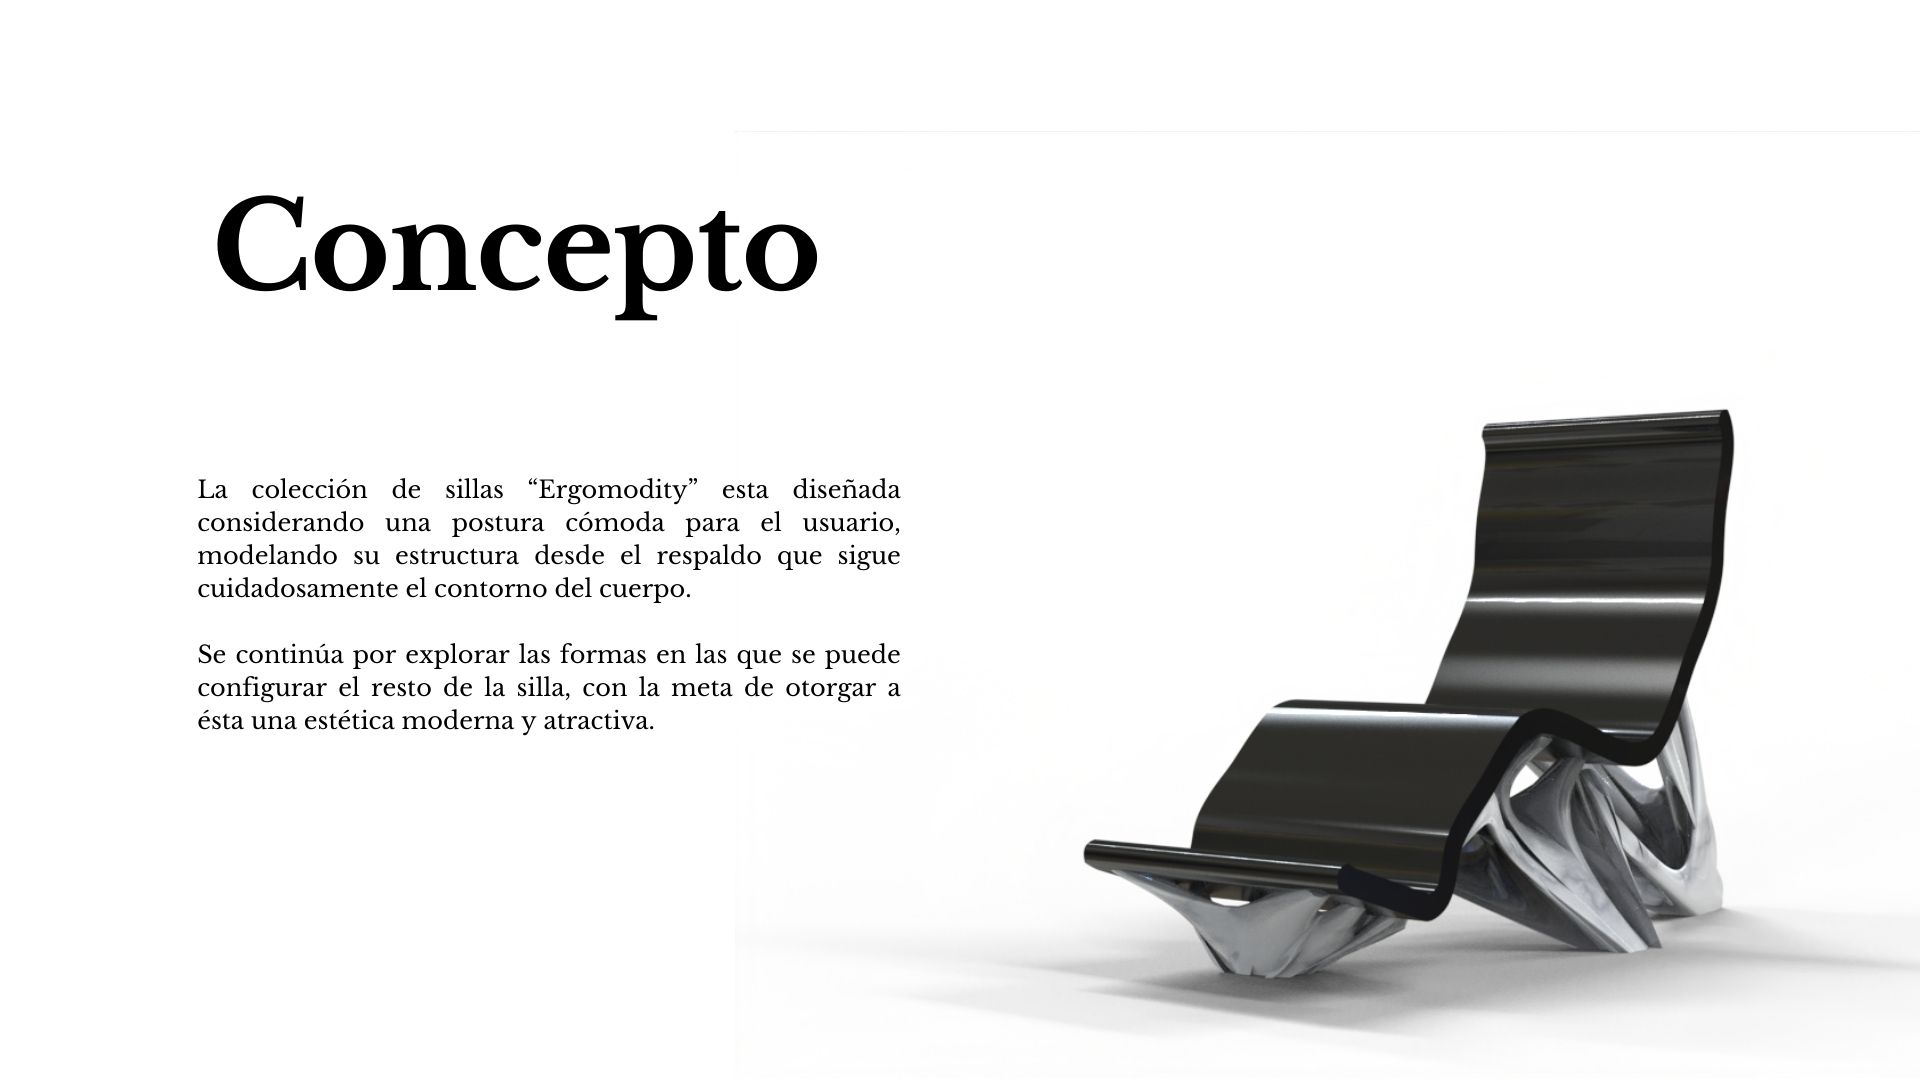 Concepto
La colección de sillas “Ergomodity” esta diseñada
considerando una postura cómoda para el usuario,
modelando su estructura desde el respaldo que sigue
cuidadosamente el contorno del cuerpo.
Se continúa por explorar las formas en las que se puede
configurar el resto de la silla, con la meta de otorgar a
ésta una estética moderna y atractiva.